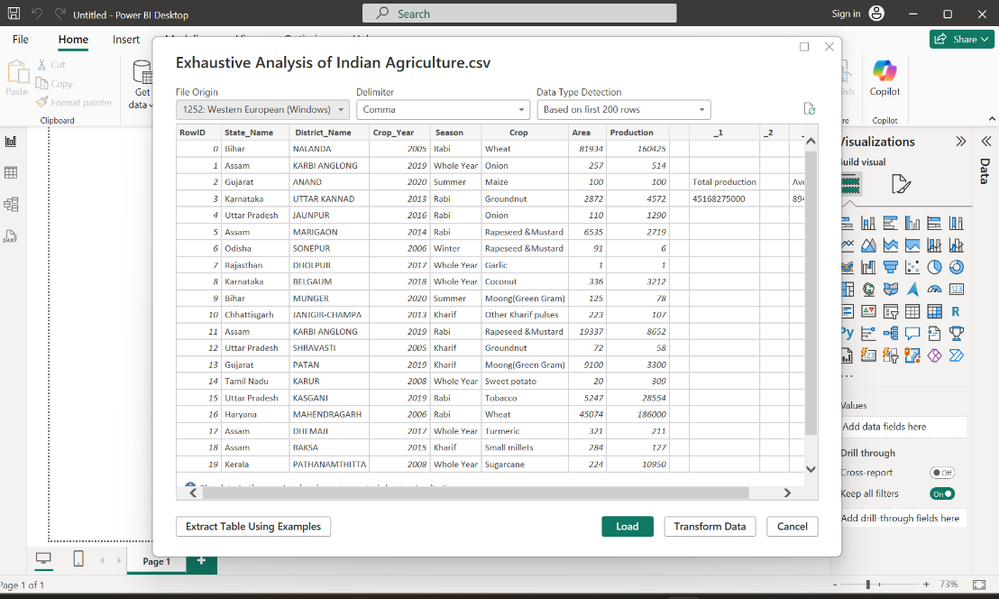 Untitled - Power BI Desktop
Search
Sign in
File Home Insert
Share
Paste
Cut
Copy
Format painter
Clipboard
Get
data
Copilot
Copilot
Exhaustive Analysis of Indian Agriculture.csv
File Origin Delimiter Data Type Detection
1252: Western European (Windows) Comma Based on first 200 rows
RowID State_Name District_Name Crop_Year Season Crop Area Production _1 _2
0 Bihar NALANDA 2005 Rabi Wheat 81934 160425
1 Assam KARBI ANGLONG 2019 Whole Year Onion 257 514
2 Gujarat ANAND 2020 Summer Maize 100 100 Total production Ave
3 Karnataka UTTAR KANNAD 2013 Rabi Groundnut 2872 4572 45168275000 894
4 Uttar Pradesh JAUNPUR 2016 Rabi Onion 110 1290
5 Assam MARIGAON 2014 Rabi Rapeseed &Mustard 6535 2719
6 Odisha SONEPUR 2006 Winter Rapeseed &Mustard 91 6
7 Rajasthan DHOLPUR 2017 Whole Year Garlic 1 1
8 Karnataka BELGAUM 2018 Whole Year Coconut 336 3212
9 Bihar MUNGER 2020 Summer Moong(Green Gram) 125 78
10 Chhattisgarh JANJGIR-CHAMPA 2013 Kharif Other Kharif pulses 223 107
11 Assam KARBI ANGLONG 2019 Rabi Rapeseed &Mustard 19337 8652
12 Uttar Pradesh SHRAVASTI 2005 Kharif Groundnut 72 58
13 Gujarat PATAN 2019 Kharif Moong(Green Gram) 9100 3300
14 Tamil Nadu KARUR 2008 Whole Year Sweet potato 20 309
15 Uttar Pradesh KASGANJ 2019 Rabi Tobacco 5247 28554
16 Haryana MAHENDRAGARH 2006 Rabi Wheat 45074 186000
17 Assam DHEMAJI 2017 Whole Year Turmeric 321 211
18 Assam BAKSA 2015 Kharif Small millets 284 127
19 Kerala PATHANAMTHITTA 2008 Whole Year Sugarcane 224 10950
Extract Table Using Examples Load Transform Data Cancel
Visualizations
Build visual
Data
123
R
Py
Values
Add data fields here
Drill through
Cross-report Off
Keep all filters On
Add drill-through fields here
Page 1
Page 1 of 1
73%